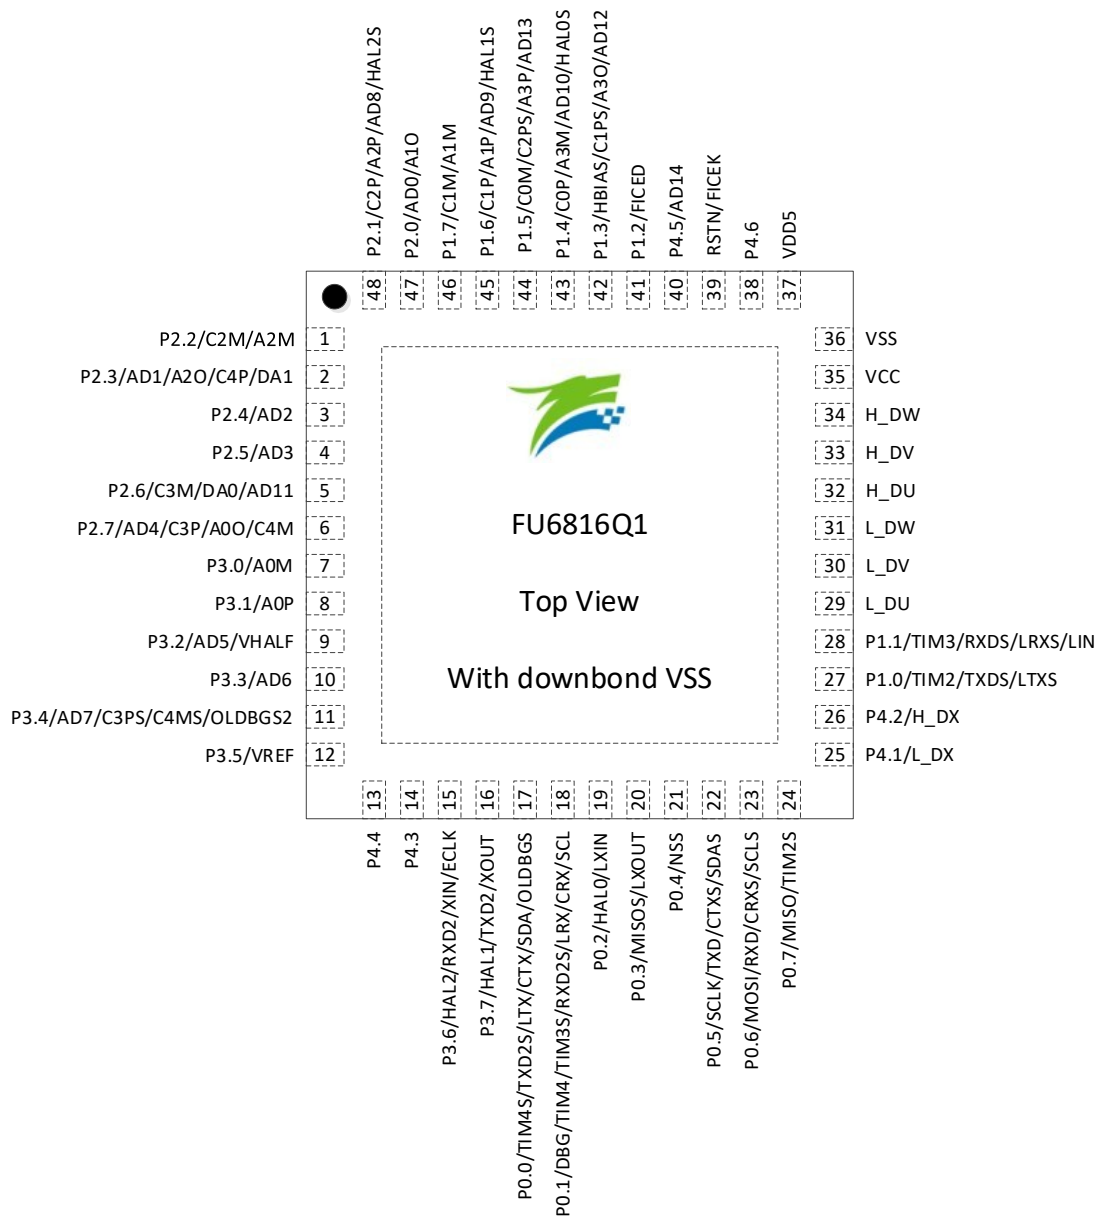 P2.1/C2P/A2P/AD8/HAL2S
P2.0/AD0/A1O
P1.7/C1M/A1M
P1.6/C1P/A1P/AD9/HAL1S
P1.5/C0M/C2PS/A3P/AD13
P1.4/C0P/A3M/AD10/HAL0S
P1.3/HBIAS/C1PS/A3O/AD12
P1.2/FICED
P4.5/AD14
RSTN/FICEK
P4.6
VDD5
48 47 46 45 44 43 42 41 40 39 38 37
P2.2/C2M/A2M 1
P2.3/AD1/A2O/C4P/DA1 2
P2.4/AD2 3
P2.5/AD3 4
P2.6/C3M/DA0/AD11 5
P2.7/AD4/C3P/A0O/C4M 6
P3.0/A0M 7
P3.1/A0P 8
P3.2/AD5/VHALF 9
P3.3/AD6 10
P3.4/AD7/C3PS/C4MS/OLDBGS2 11
P3.5/VREF 12
FU6816Q1
Top View
With downbond VSS
36 VSS
35 VCC
34 H_DW
33 H_DV
32 H_DU
31 L_DW
30 L_DV
29 L_DU
28 P1.1/TIM3/RXDS/LRXS/LIN
27 P1.0/TIM2/TXDS/LTXS
26 P4.2/H_DX
25 P4.1/L_DX
13 14 15 16 17 18 19 20 21 22 23 24
P4.4
P4.3
P3.6/HAL2/RXD2/XIN/ECLK
P3.7/HAL1/TXD2/XOUT
P0.0/TIM4S/TXD2S/LTX/CTX/SDA/OLDBGS
P0.1/DBG/TIM4/TIM3S/RXD2S/LRX/CRX/SCL
P0.2/HAL0/LXIN
P0.3/MISOS/LXOUT
P0.4/NSS
P0.5/SCLK/TXD/CTXS/SDAS
P0.6/MOSI/RXD/CRXS/SCLS
P0.7/MISO/TIM2S